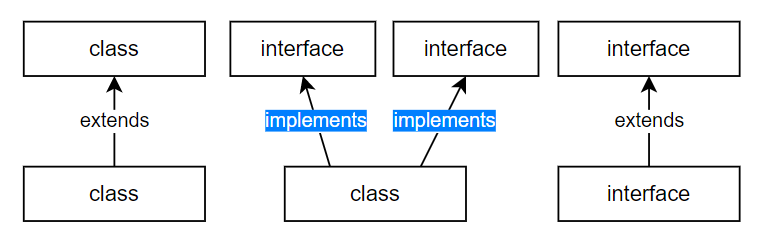 class
interface
interface
interface
extends
implements
implements
extends
class
class
interface